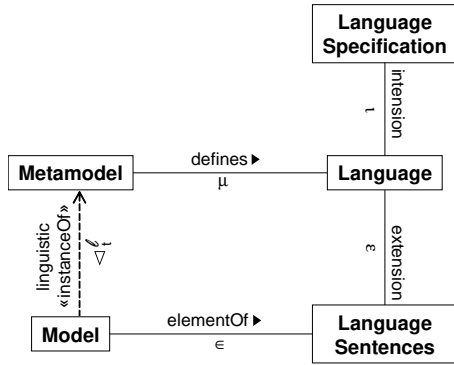 Language
Specification
intension
ι
Metamodel
defines ▶
μ
Language
linguistic
«instanceOf»
◁ ℓ t
extension
ε
Model
elementOf ▶
∈
Language
Sentences